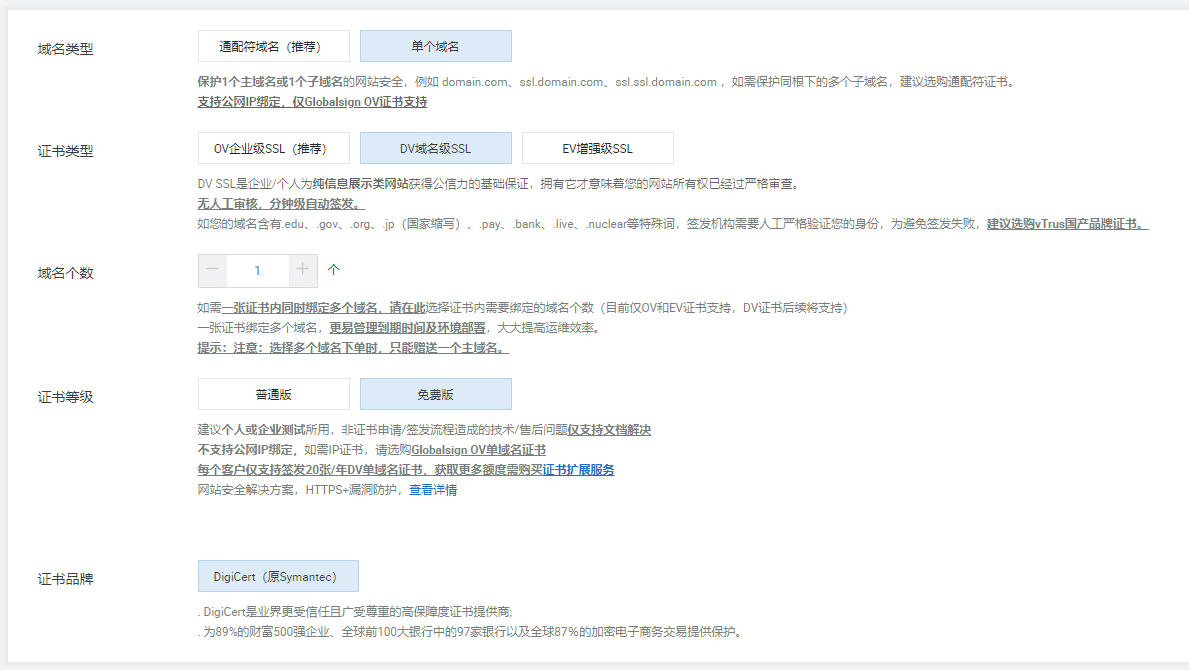 域名类型
通配符域名（推荐）
单个域名
保护1个主域名或1个子域名的网站安全，例如 domain.com、ssl.domain.com、ssl.ssl.domain.com ，如需保护同根下的多个子域名，建议选购通配符证书。
支持公网IP绑定，仅Globalsign OV证书支持
证书类型
OV企业级SSL（推荐）
DV域名级SSL
EV增强级SSL
DV SSL是企业/个人为纯信息展示类网站获得公信力的基础保证，拥有它才意味着您的网站所有权已经过严格审查。
无人工审核，分钟级自动签发。
如您的域名含有.edu、.gov、.org、.jp（国家缩写）、.pay、.bank、.live、.nuclear等特殊词，签发机构需要人工严格验证您的身份，为避免签发失败，建议选购vTrus国产品牌证书。
域名个数
— 1 + 个
如需一张证书内同时绑定多个域名，请在此选择证书内需要绑定的域名个数（目前仅OV和EV证书支持，DV证书后续将支持）
一张证书绑定多个域名，更易管理到期时间及环境部署，大大提高运维效率。
提示：注意：选择多个域名下单时，只能赠送一个主域名。
证书等级
普通版
免费版
建议个人或企业测试所用，非证书申请/签发流程造成的技术/售后问题仅支持文档解决
不支持公网IP绑定，如需IP证书，请选购Globalsign OV单域名证书
每个客户仅支持签发20张/年DV单域名证书，获取更多额度需购买证书扩展服务
网站安全解决方案，HTTPS+漏洞防护，查看详情
证书品牌
DigiCert（原Symantec）
. DigiCert是业界更受信任且广受尊重的高保障度证书提供商;
. 为89%的财富500强企业、全球前100大银行中的97家银行以及全球87%的加密电子商务交易提供保护。